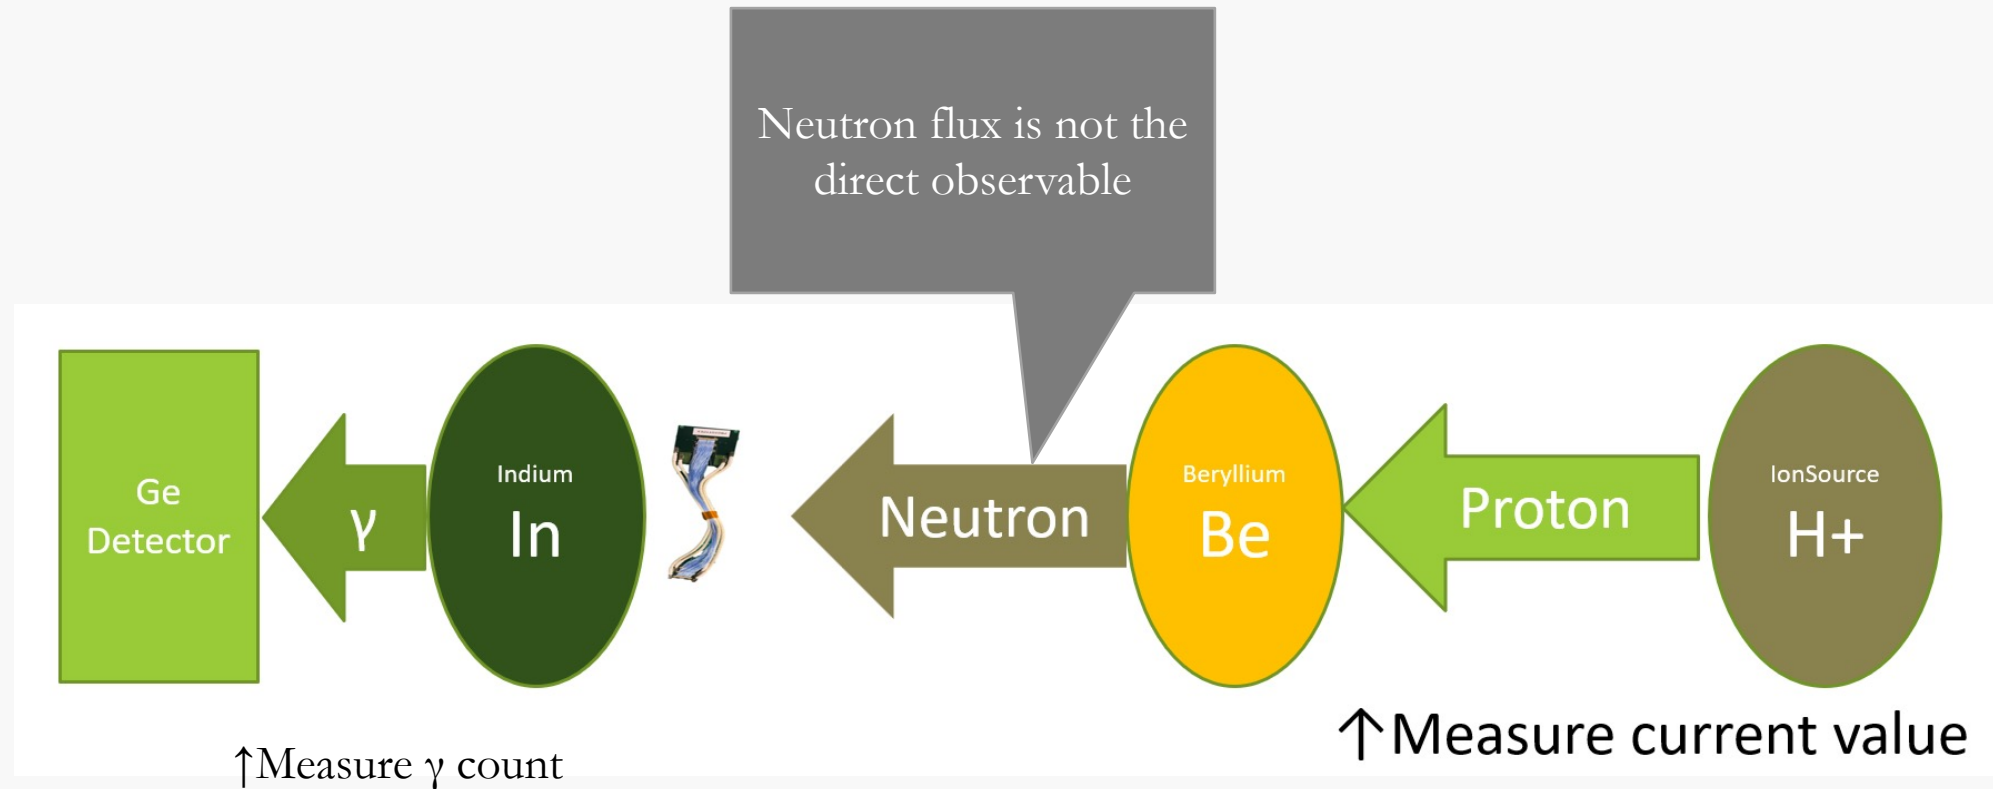 Neutron flux is not the
direct observable
Ge
Detector
γ
Indium
In
Neutron
Beryllium
Be
Proton
IonSource
H+
↑Measure γ count
↑Measure current value